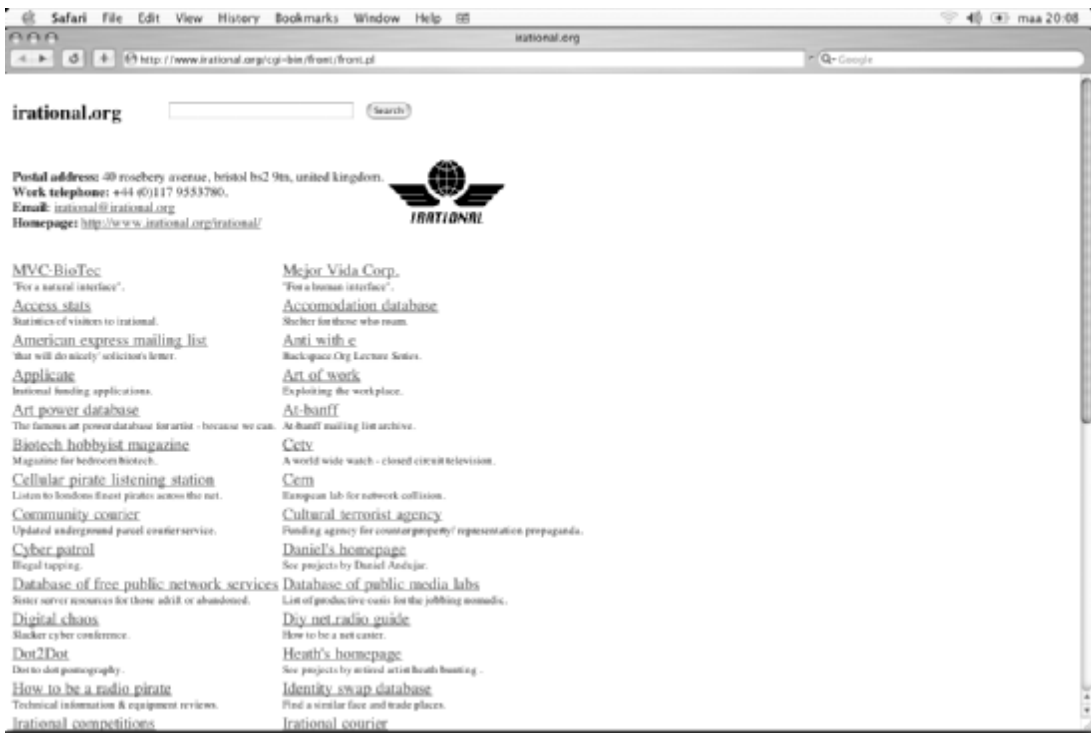 Safari File Edit View History Bookmarks Window Help maa 20:08
irational.org
http://www.irational.org/cgi-bin/front/front.pl Google
irational.org Search
Postal address: 40 rosebery avenue, bristol bs2 9tn, united kingdom.
Work telephone: +44 (0)117 9553780.
Email: irational@irational.org
Homepage: http://www.irational.org/irational/
IRATIONAL
MVC-BioTec Mejor Vida Corp.
"For a natural interface". "For a human interface".
Access stats Accomodation database
Statistics of visitors to irational. Shelter for those who roam.
American express mailing list Anti with e
'that will do nicely' solicitor's letter. Backspace.Org Lecture Series.
Applicate Art of work
Irational funding applications. Exploiting the workplace.
Art power database At-banff
The famous art power database for artist - because we can. At-banff mailing list archive.
Biotech hobbyist magazine Cctv
Magazine for bedroom biotech. A world wide watch - closed circuit television.
Cellular pirate listening station Cern
Listen to londons finest pirates across the net. European lab for network collision.
Community courier Cultural terrorist agency
Updated underground parcel courier service. Funding agency for counter property/ representation propaganda.
Cyber patrol Daniel's homepage
Illegal tapping. See projects by Daniel Andujar.
Database of free public network services Database of public media labs
Sister server resources for those adrift or abandoned. List of productive oasis for the jobbing nomadic.
Digital chaos Diy net.radio guide
Slacker cyber conference. How to be a net caster.
Dot2Dot Heath's homepage
Dot to dot pornography. See projects by retired artist heath bunting .
How to be a radio pirate Identity swap database
Technical information & equipment reviews. Find a similar face and trade places.
Irational competitions Irational courier